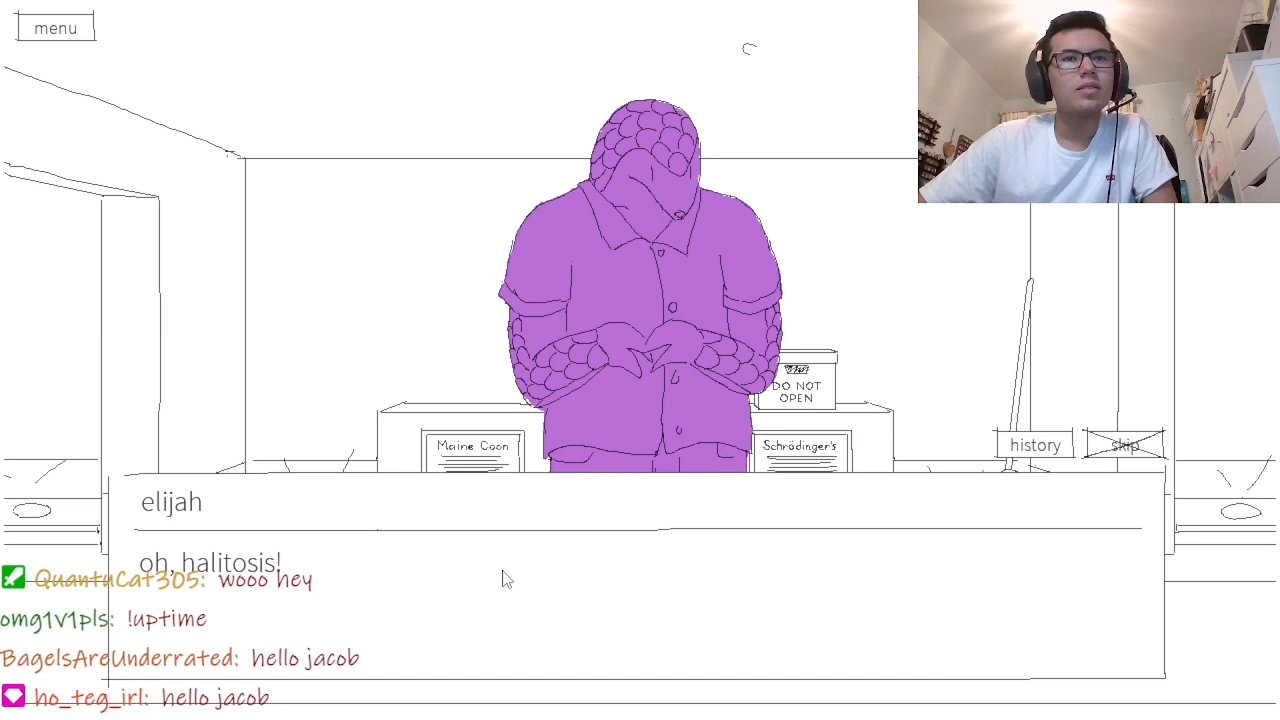 menu
DO NOT
OPEN
Maine Coon
Schrödinger's
history
skip
elijah
oh, halitosis!
QuantuCat305: wooo hey
omg1v1pls: !uptime
BagelsAreUnderrated: hello jacob
ho_teg_irl: hello jacob